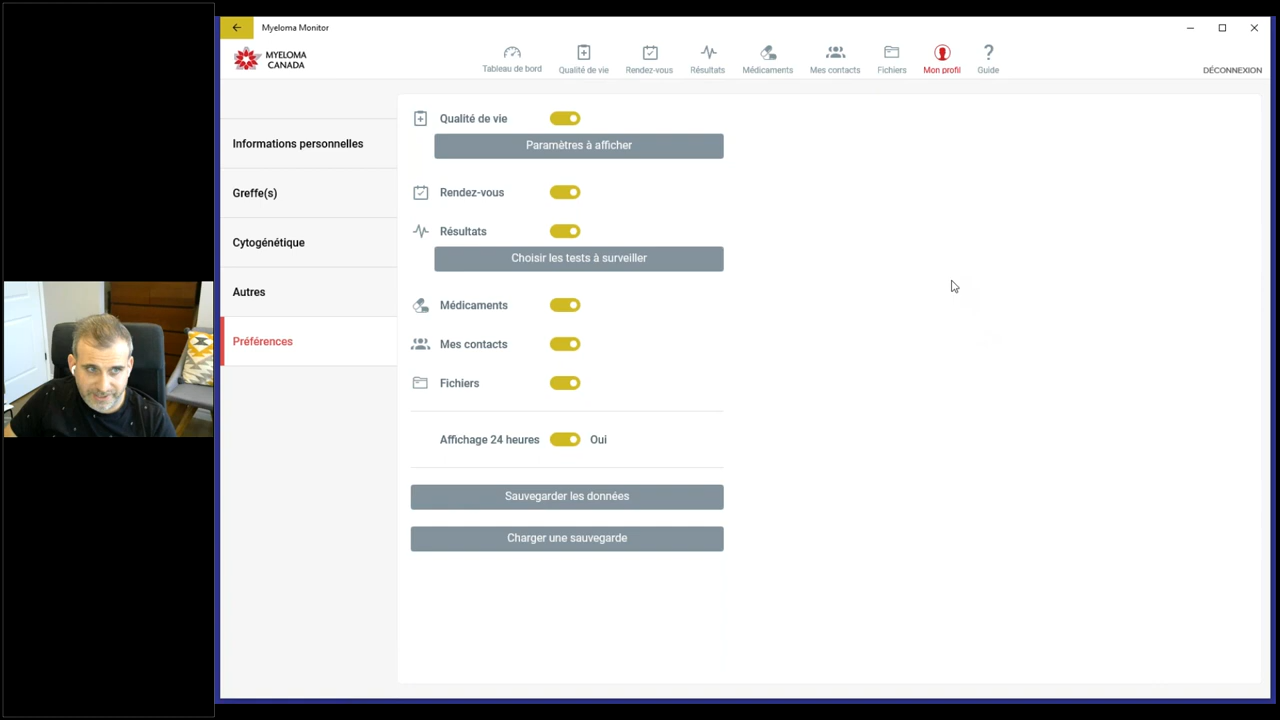 Myeloma Monitor
MYELOMA
CANADA
Tableau de bord
Qualité de vie
Rendez-vous
Résultats
Médicaments
Mes contacts
Fichiers
Mon profil
Guide
DÉCONNEXION
Informations personnelles
Greffe(s)
Cytogénétique
Autres
Préférences
Qualité de vie
Paramètres à afficher
Rendez-vous
Résultats
Choisir les tests à surveiller
Médicaments
Mes contacts
Fichiers
Affichage 24 heures Oui
Sauvegarder les données
Charger une sauvegarde